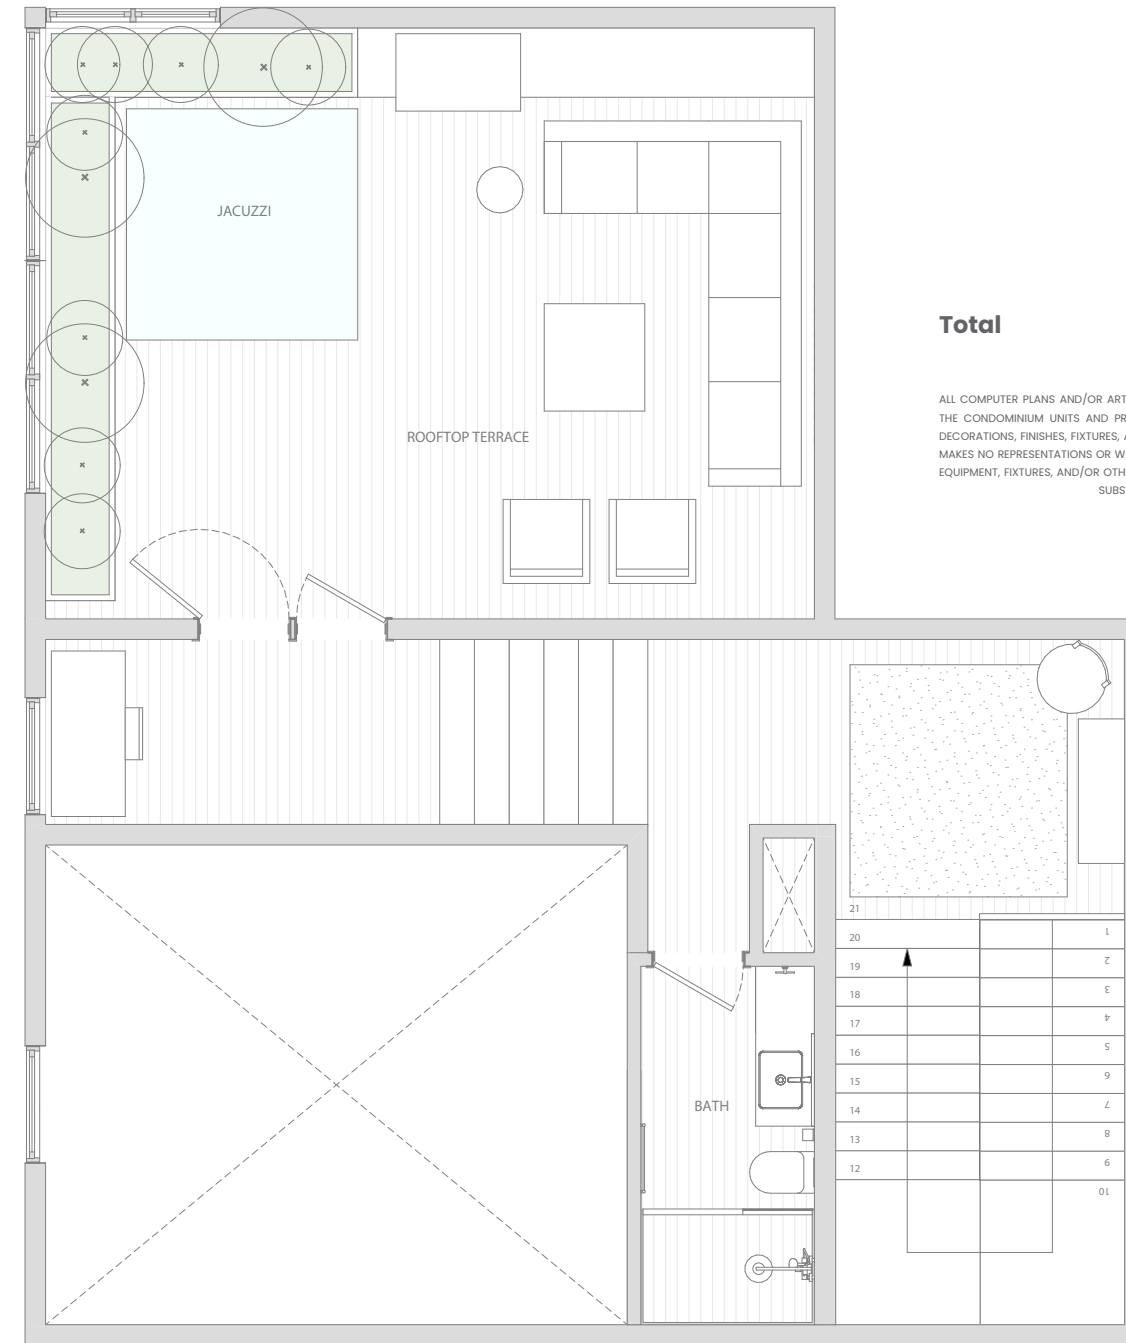 JACUZZI
Total
ALL COMPUTER PLANS AND/OR ART
THE CONDOMINIUM UNITS AND PR
DECORATIONS, FINISHES, FIXTURES, A
MAKES NO REPRESENTATIONS OR W
EQUIPMENT, FIXTURES, AND/OR OTH
SUBS
ROOFTOP TERRACE
21
20
19
18
17
16
15
14
13
12
1
2
3
4
5
6
7
8
9
10
BATH